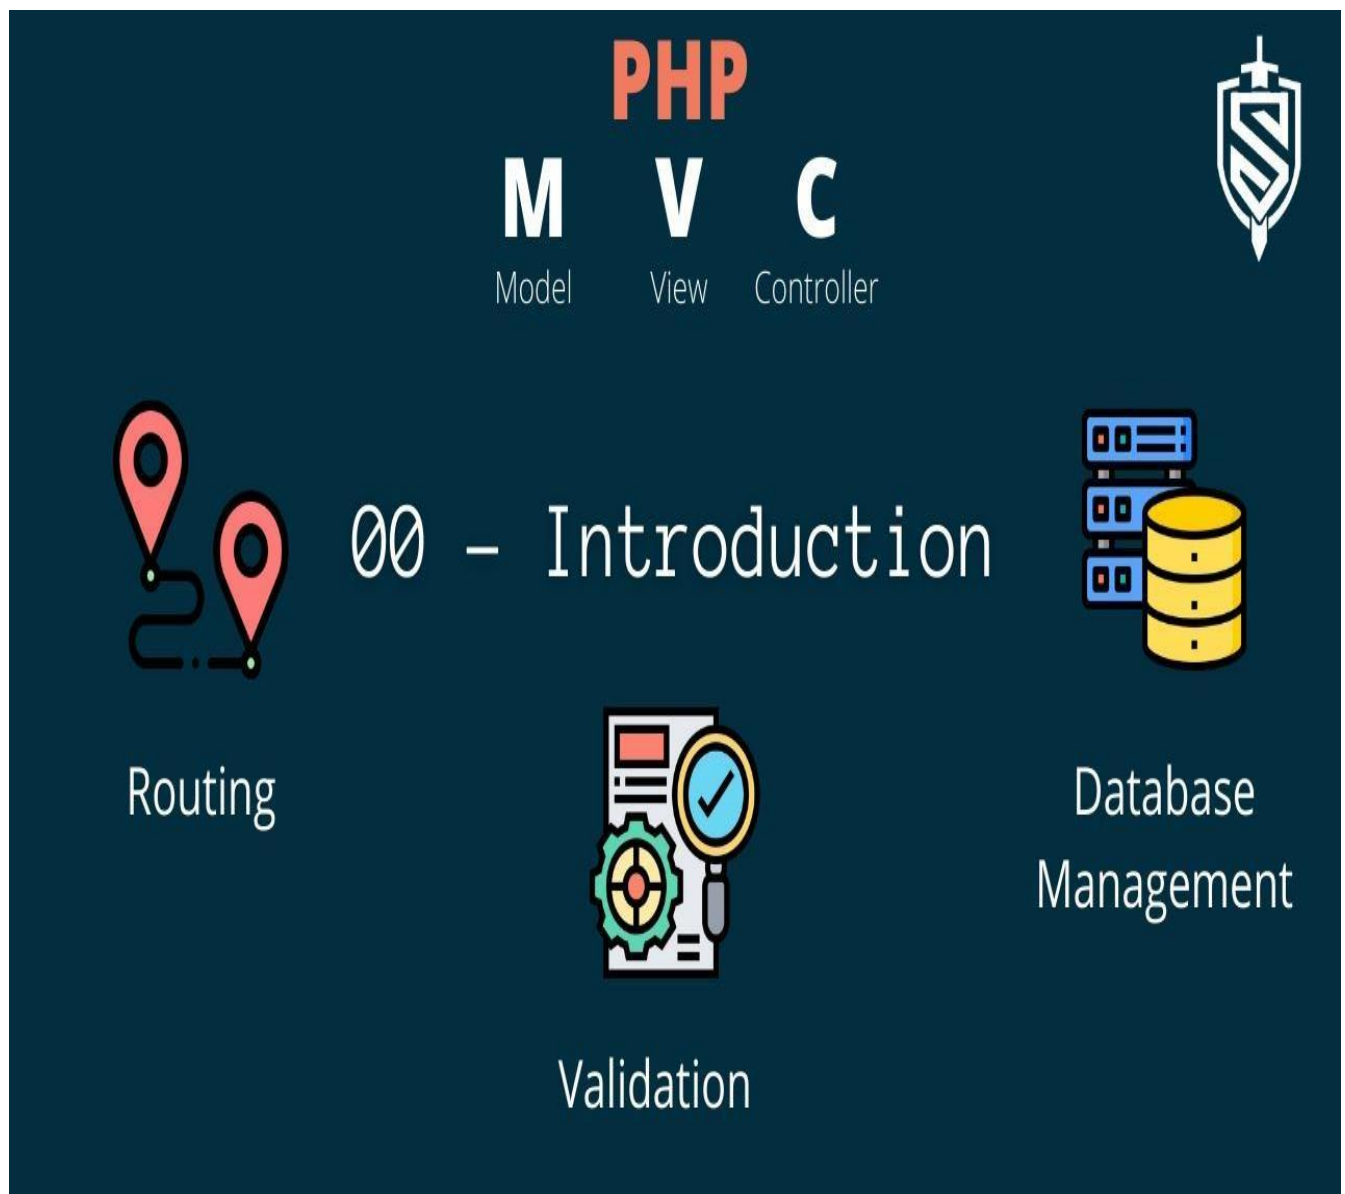 PHP
M V C
Model View Controller
00 - Introduction
Routing
Database
Management
Validation